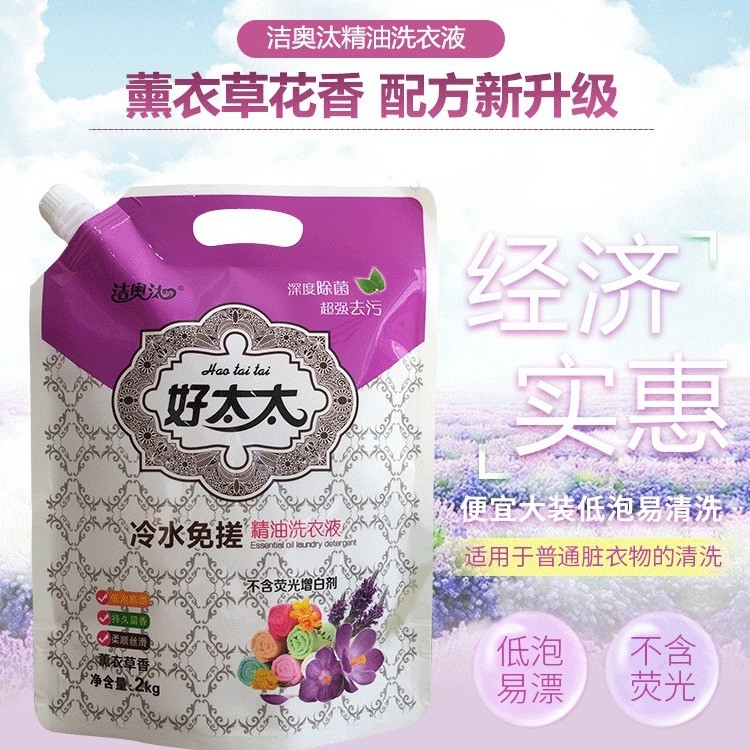 洁奥汰精油洗衣液
薰衣草花香 配方新升级
洁奥汰®
深度除菌
超强去污
Hao tai tai
好太太
冷水免搓 精油洗衣液
Essential oil laundry detergent
不含荧光增白剂
持久留香
柔顺丝滑
薰衣草香
净含量:2kg
经济
实惠
便宜大装低泡易清洗
适用于普通脏衣物的清洗
低泡
易漂
不含
荧光